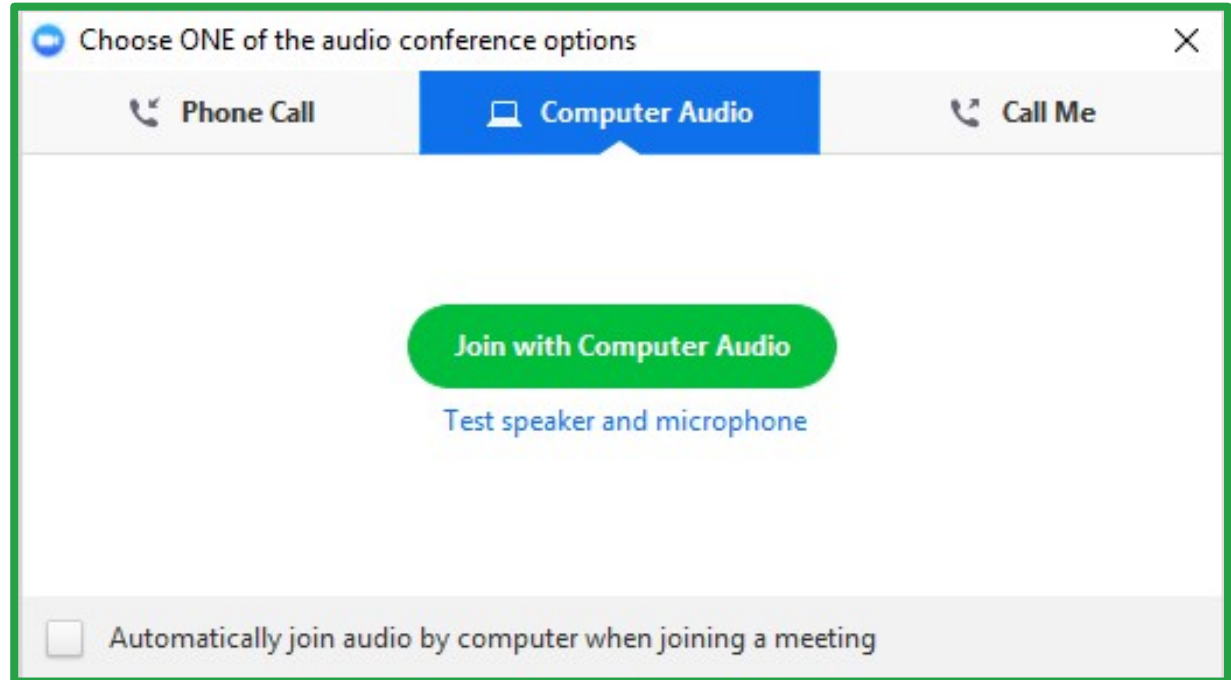 Choose ONE of the audio conference options
Phone Call
Computer Audio
Call Me
Join with Computer Audio
Test speaker and microphone
Automatically join audio by computer when joining a meeting